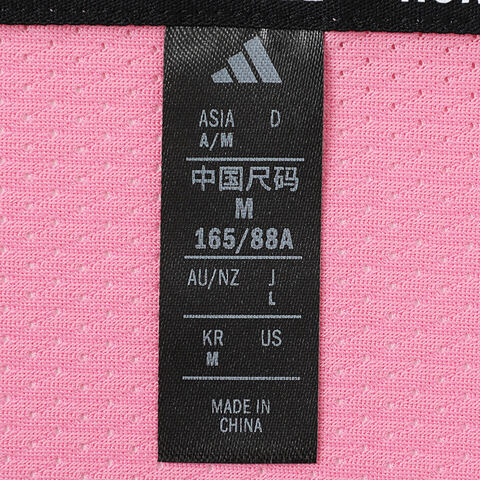 ASIA D
A/M
中国尺码
M
165/88A
AU/NZ J
L
KR US
M
MADE IN
CHINA